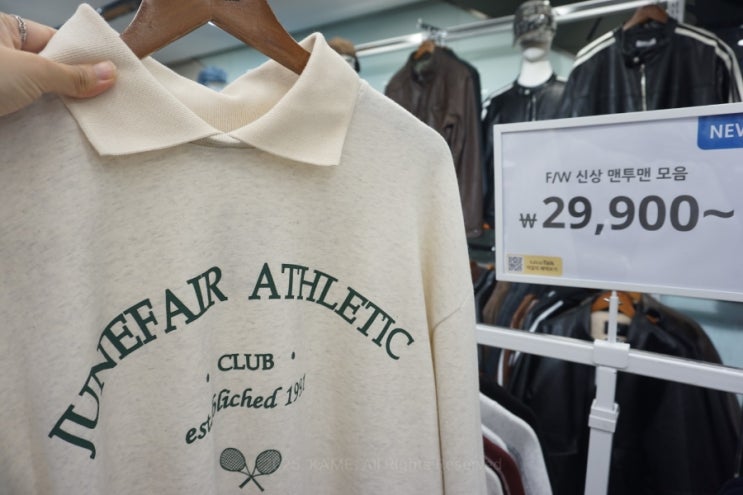 JUNEFAIR ATHLETIC
· CLUB ·
NEW
F/W 신상 맨투맨 모음
₩29,900~